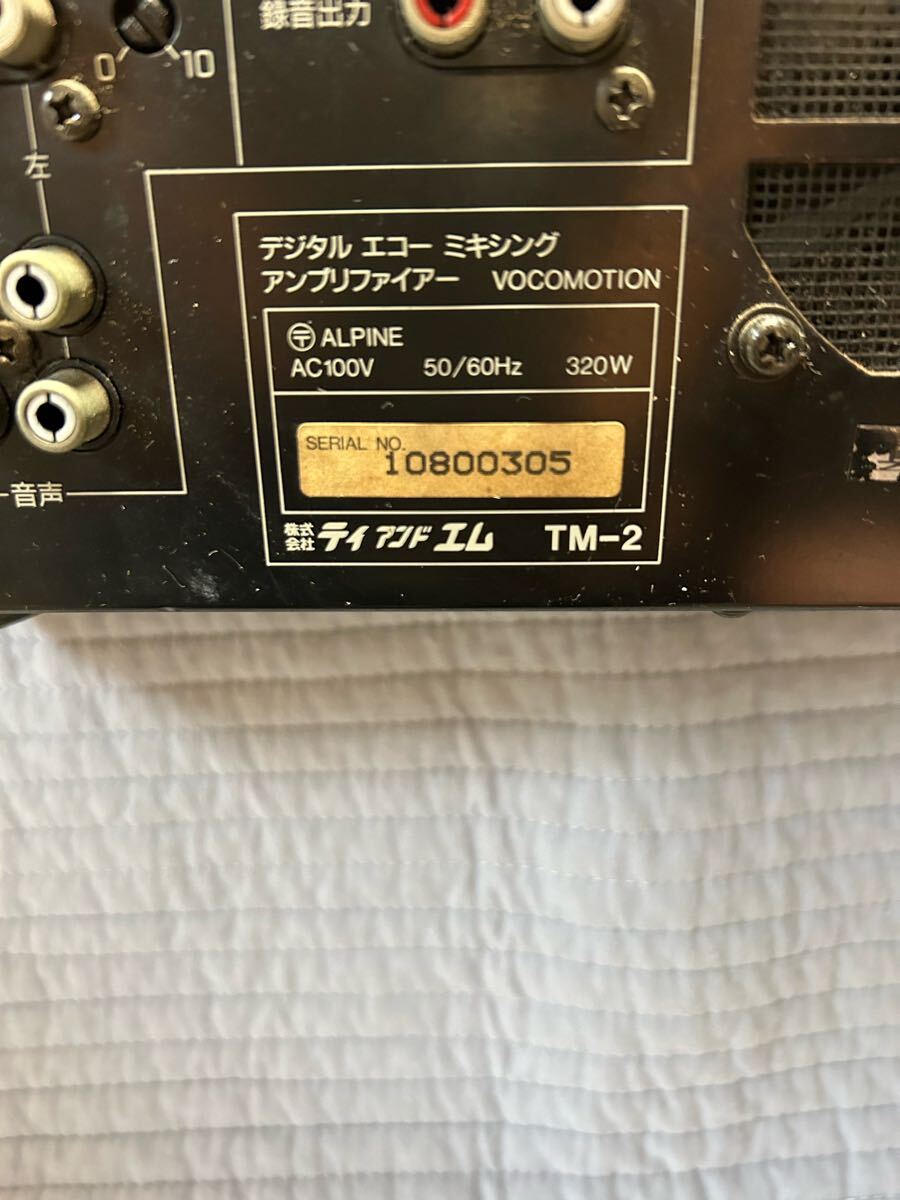 録音出力
0 10
左
デジタル エコー ミキシング
アンプリファイアー VOCOMOTION
〒 ALPINE
AC100V 50/60Hz 320W
SERIAL NO.
10800305
音声
株式会社 ティ アンド エム TM-2